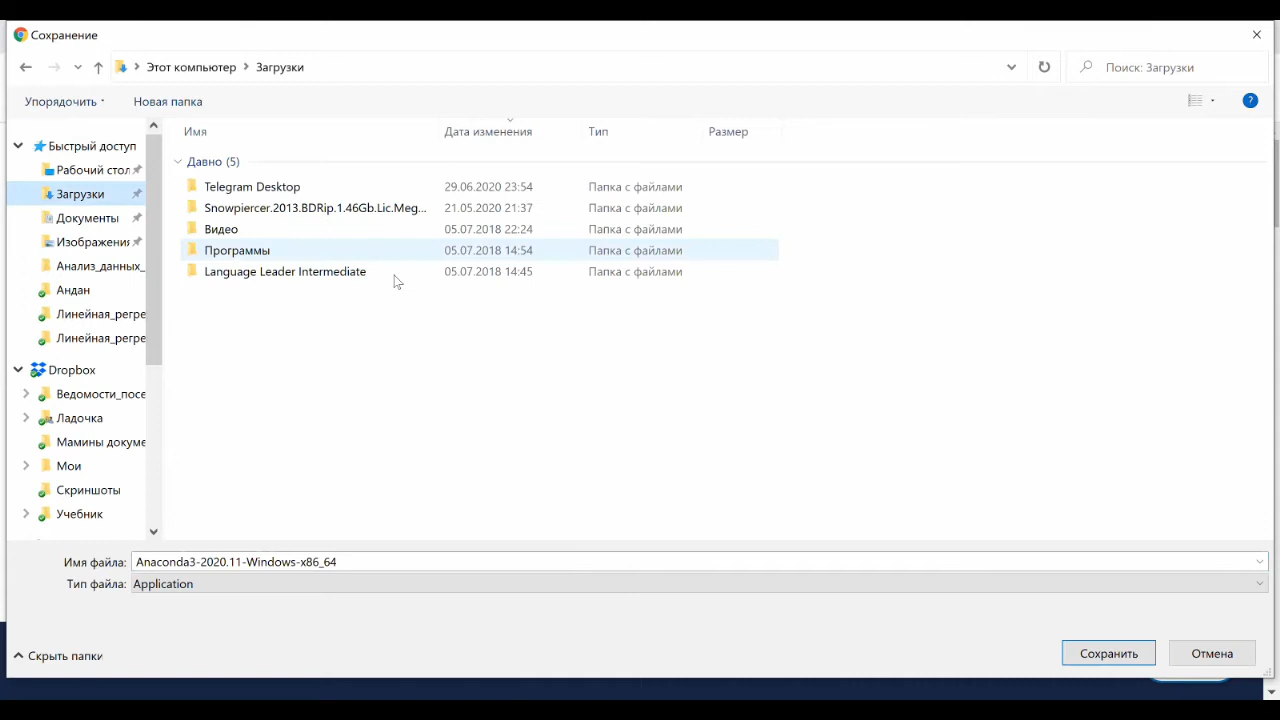 Сохранение
Этот компьютер
Загрузки
Поиск: Загрузки
Упорядочить
Новая папка
?
Имя Дата изменения Тип Размер
Давно (5)
Telegram Desktop 29.06.2020 23:54 Папка с файлами
Snowpiercer.2013.BDRip.1.46Gb.Lic.Meg... 21.05.2020 21:37 Папка с файлами
Видео 05.07.2018 22:24 Папка с файлами
Программы 05.07.2018 14:54 Папка с файлами
Language Leader Intermediate 05.07.2018 14:45 Папка с файлами
Быстрый доступ
Рабочий стол
Загрузки
Документы
Изображения
Анализ_данных_
Андан
Линейная_регре
Линейная_регре
Dropbox
Ведомости_посе
Ладочка
Мамины докуме
Мои
Скриншоты
Учебник
Имя файла: Anaconda3-2020.11-Windows-x86_64
Тип файла: Application
Скрыть папки
Сохранить
Отмена